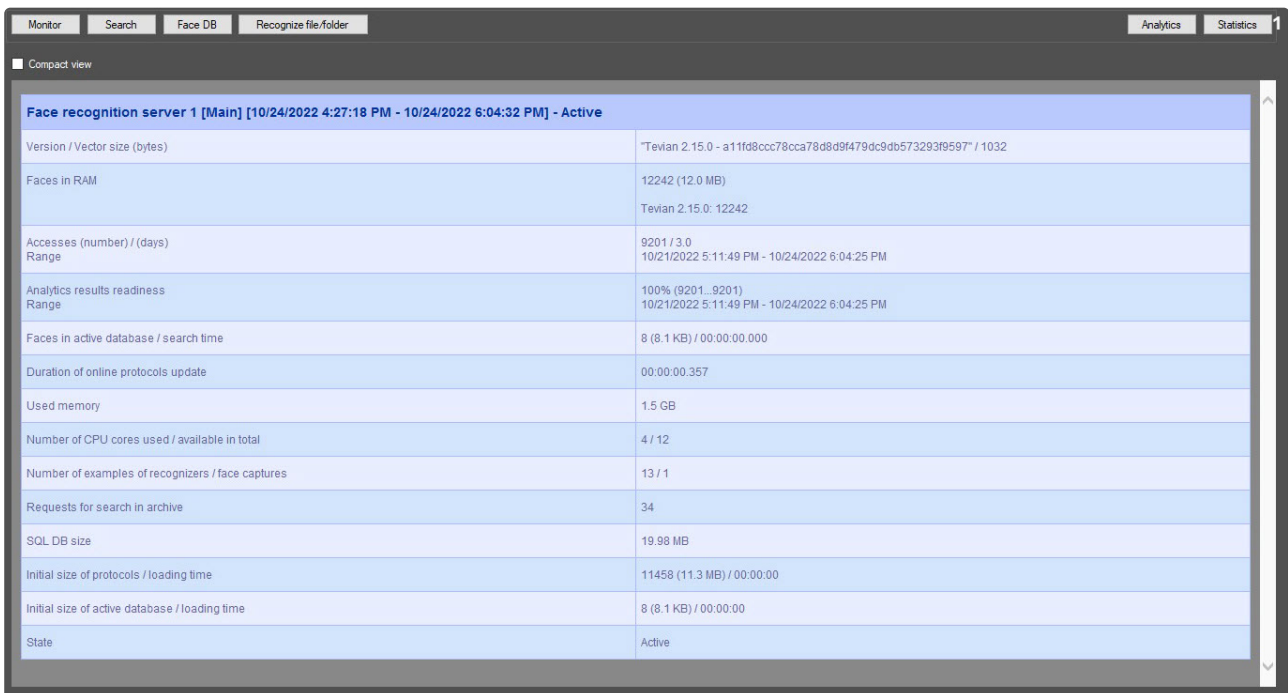 Monitor Search Face DB Recognize file/folder Analytics Statistics 1
Compact view
Face recognition server 1 [Main] [10/24/2022 4:27:18 PM - 10/24/2022 6:04:32 PM] - Active
Version / Vector size (bytes) "Tevian 2.15.0 - a11fd8ccc78cca78d8d9f479dc9db573293f9597" / 1032
Faces in RAM 12242 (12.0 MB)
Tevian 2.15.0: 12242
Accesses (number) / (days) 9201 / 3.0
Range 10/21/2022 5:11:49 PM - 10/24/2022 6:04:25 PM
Analytics results readiness 100% (9201...9201)
Range 10/21/2022 5:11:49 PM - 10/24/2022 6:04:25 PM
Faces in active database / search time 8 (8.1 KB) / 00:00:00.000
Duration of online protocols update 00:00:00.357
Used memory 1.5 GB
Number of CPU cores used / available in total 4 / 12
Number of examples of recognizers / face captures 13 / 1
Requests for search in archive 34
SQL DB size 19.98 MB
Initial size of protocols / loading time 11458 (11.3 MB) / 00:00:00
Initial size of active database / loading time 8 (8.1 KB) / 00:00:00
State Active